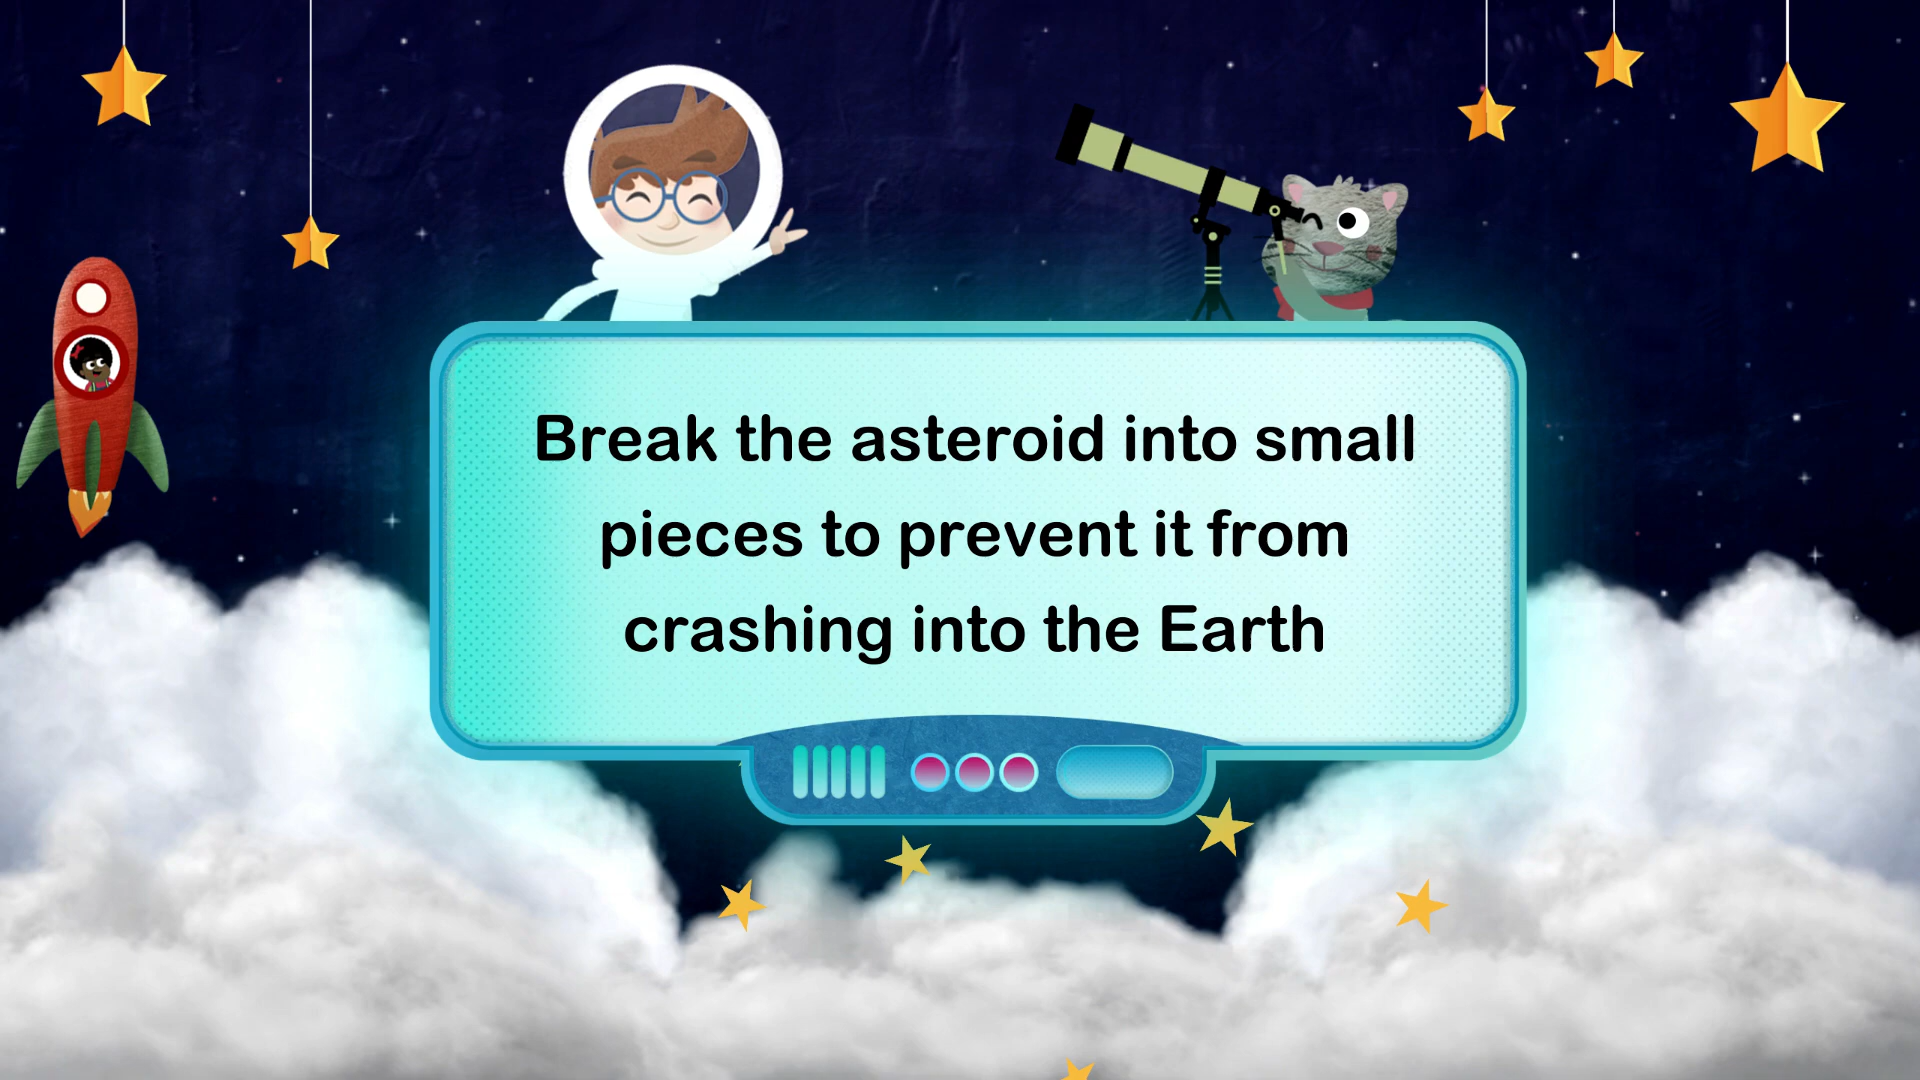 Break the asteroid into small
pieces to prevent it from
crashing into the Earth